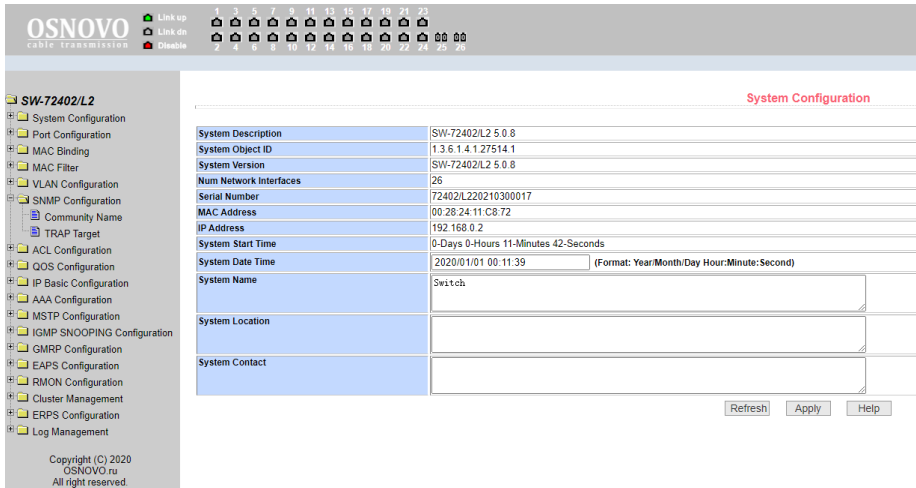 OSNOVO
cable transmission
Link up
Link dn
Disable
1 3 5 7 9 11 13 15 17 19 21 23
2 4 6 8 10 12 14 16 18 20 22 24 25 26
SW-72402/L2
System Configuration
Port Configuration
MAC Binding
MAC Filter
VLAN Configuration
SNMP Configuration
Community Name
TRAP Target
ACL Configuration
QOS Configuration
IP Basic Configuration
AAA Configuration
MSTP Configuration
IGMP SNOOPING Configuration
GMRP Configuration
EAPS Configuration
RMON Configuration
Cluster Management
ERPS Configuration
Log Management
Copyright (C) 2020
OSNOVO.ru
All right reserved.
System Configuration
System Description SW-72402/L2 5.0.8
System Object ID 1.3.6.1.4.1.27514.1
System Version SW-72402/L2 5.0.8
Num Network Interfaces 26
Serial Number 72402/L220210300017
MAC Address 00:28:24:11:C8:72
IP Address 192.168.0.2
System Start Time 0-Days 0-Hours 11-Minutes 42-Seconds
System Date Time 2020/01/01 00:11:39 (Format: Year/Month/Day Hour:Minute:Second)
System Name Switch
System Location
System Contact
Refresh Apply Help